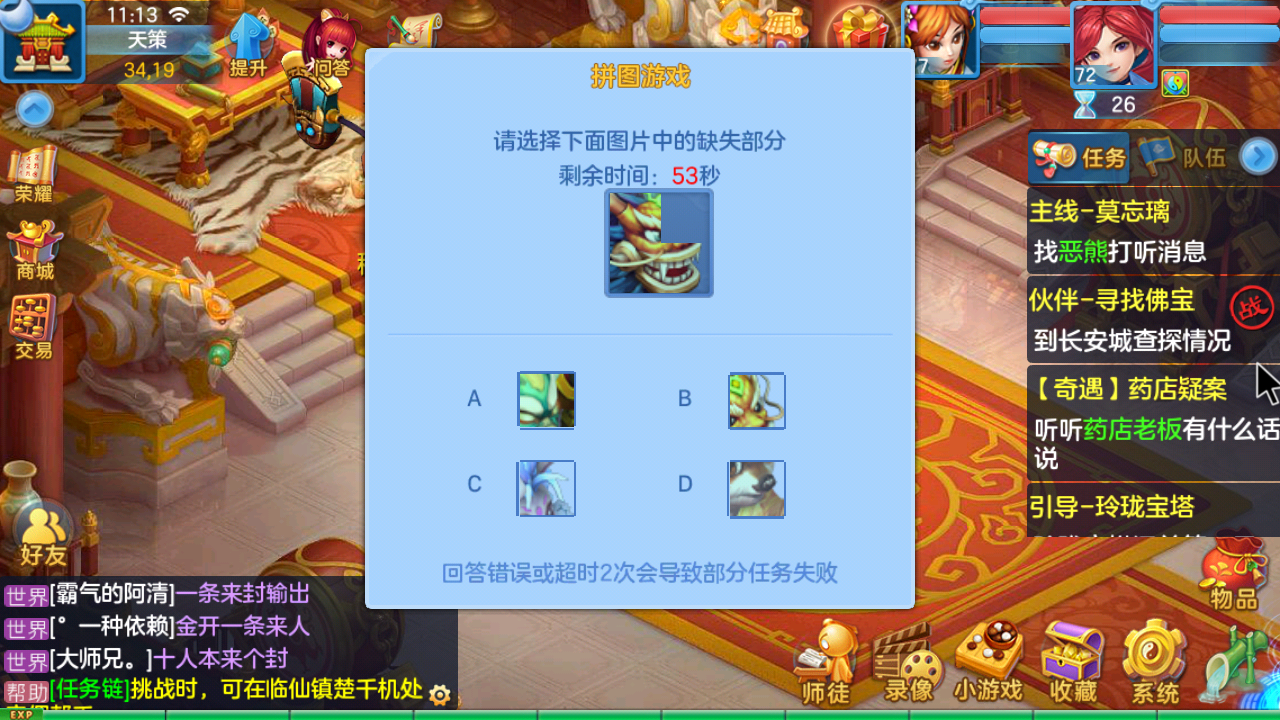 11:13
天策
34,19
提升
问答
7
72
26
荣耀
商城
交易
好友
拼图游戏
请选择下面图片中的缺失部分
剩余时间：53秒
A
B
C
D
回答错误或超时2次会导致部分任务失败
任务
队伍
主线-莫忘璃
找恶熊打听消息
伙伴-寻找佛宝
战
到长安城查探情况
【奇遇】药店疑案
听听药店老板有什么话
说
引导-玲珑宝塔
物品
世界[霸气的阿清]一条来封输出
世界[°一种依赖]金开一条来人
世界[大师兄。]十人本来个封
帮助[任务链]挑战时，可在临仙镇楚千机处
师徒
录像
小游戏
收藏
系统
EXP